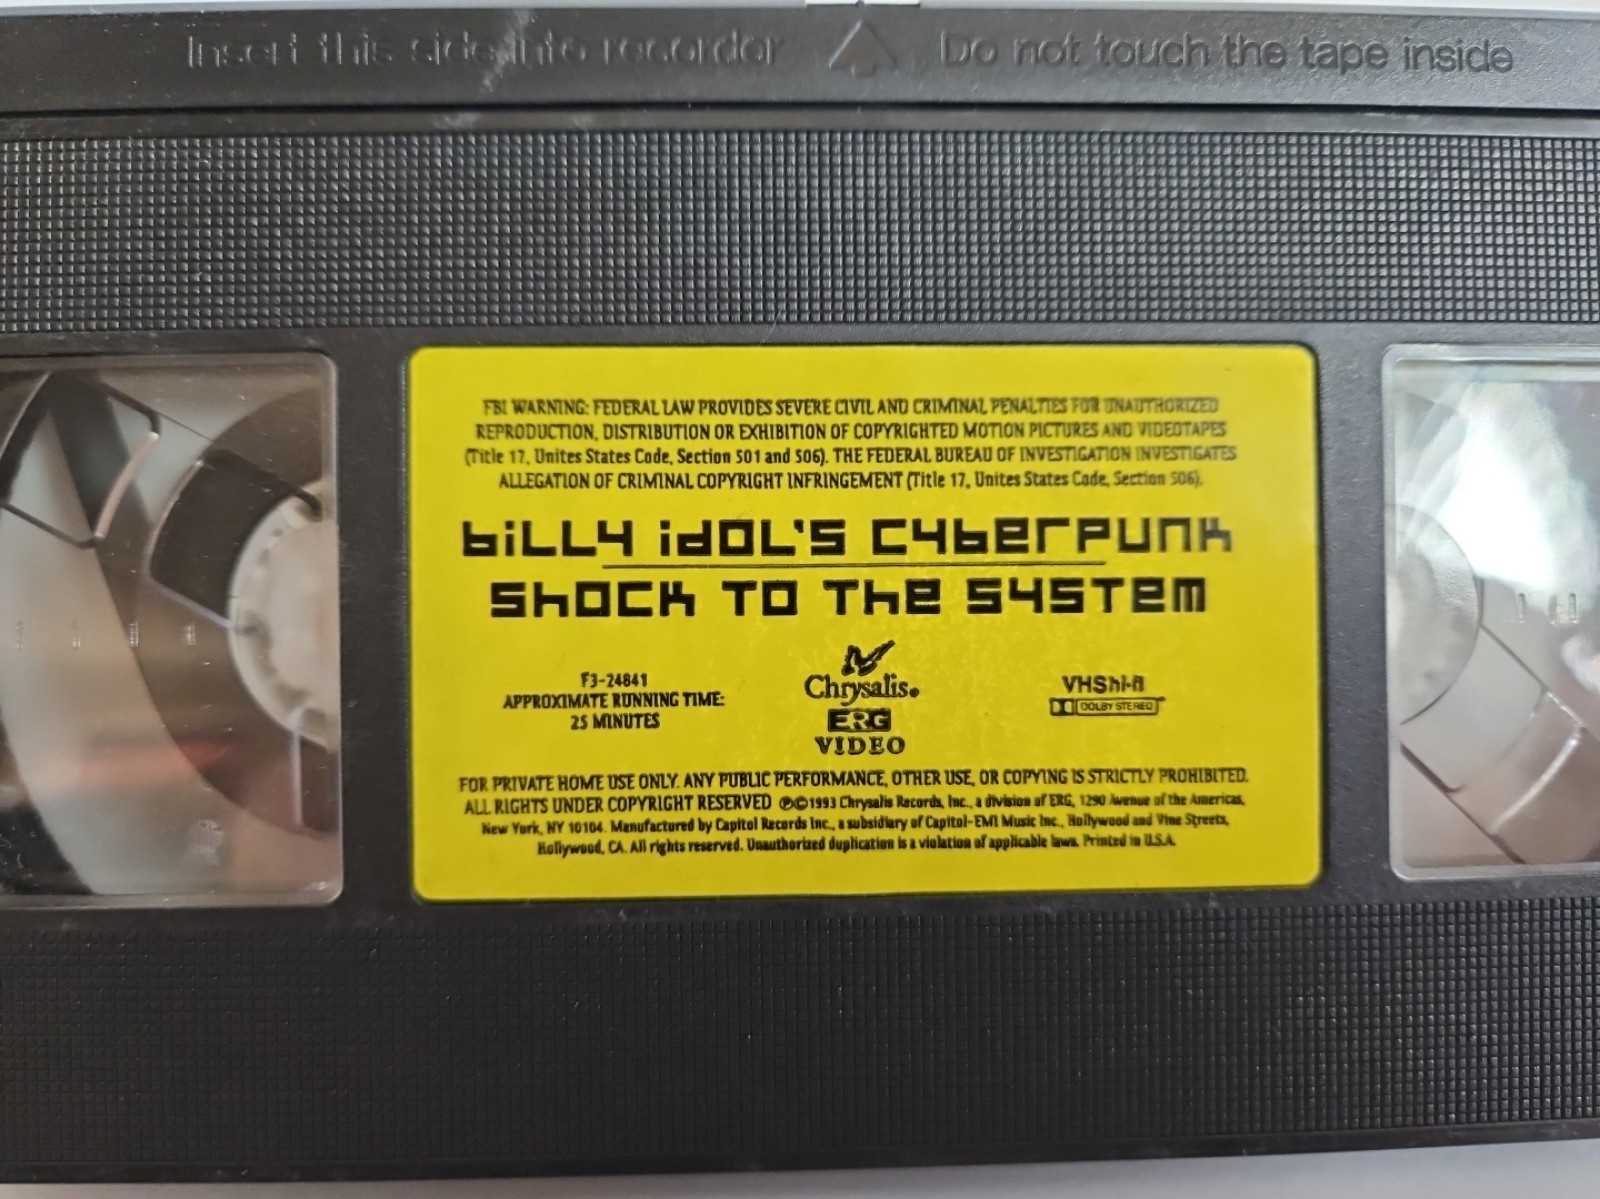 Insert this side into recorder Do not touch the tape inside
FBI WARNING: FEDERAL LAW PROVIDES SEVERE CIVIL AND CRIMINAL PENALTIES FOR UNAUTHORIZED
REPRODUCTION, DISTRIBUTION OR EXHIBITION OF COPYRIGHTED MOTION PICTURES AND VIDEOTAPES
(Title 17, Unites States Code, Section 501 and 506). THE FEDERAL BUREAU OF INVESTIGATION INVESTIGATES
ALLEGATION OF CRIMINAL COPYRIGHT INFRINGEMENT (Title 17, Unites States Code, Section 506).
biLLy idOL'S CybErPUNK
ShOCK TO The SySTEm
F3-24841
APPROXIMATE RUNNING TIME:
25 MINUTES
Chrysalis.
ERG
VIDEO
VHS hi-fi
DOLBY STEREO
FOR PRIVATE HOME USE ONLY. ANY PUBLIC PERFORMANCE, OTHER USE, OR COPYING IS STRICTLY PROHIBITED.
ALL RIGHTS UNDER COPYRIGHT RESERVED ℗©1993 Chrysalis Records, Inc., a division of ERG, 1290 Avenue of the Americas,
New York, NY 10104. Manufactured by Capitol Records Inc., a subsidiary of Capitol-EMI Music Inc., Hollywood and Vine Streets,
Hollywood, CA. All rights reserved. Unauthorized duplication is a violation of applicable laws. Printed in U.S.A.